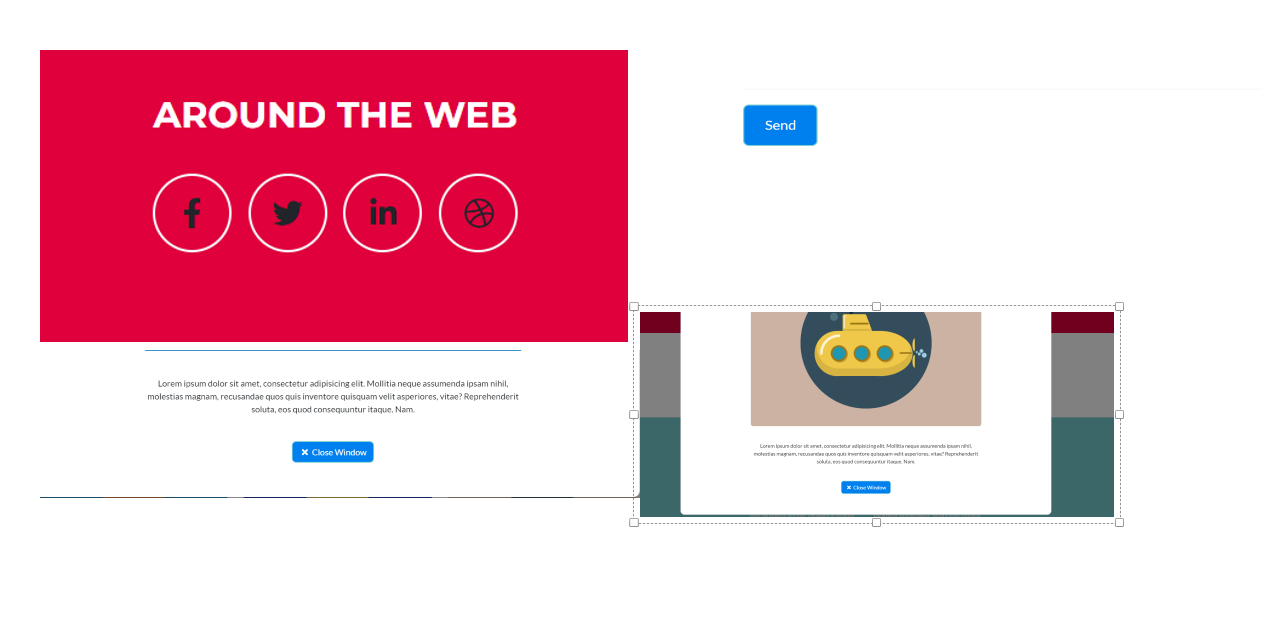 AROUND THE WEB
Send
Lorem ipsum dolor sit amet, consectetur adipisicing elit. Mollitia neque assumenda ipsam nihil,
molestias magnam, recusandae quos quis inventore quisquam velit asperiores, vitae? Reprehenderit
soluta, eos quod consequuntur itaque. Nam.
Close Window
Lorem ipsum dolor sit amet, consectetur adipisicing elit. Mollitia neque assumenda ipsam nihil,
molestias magnam, recusandae quos quis inventore quisquam velit asperiores, vitae? Reprehenderit
soluta, eos quod consequuntur itaque. Nam.
Close Window